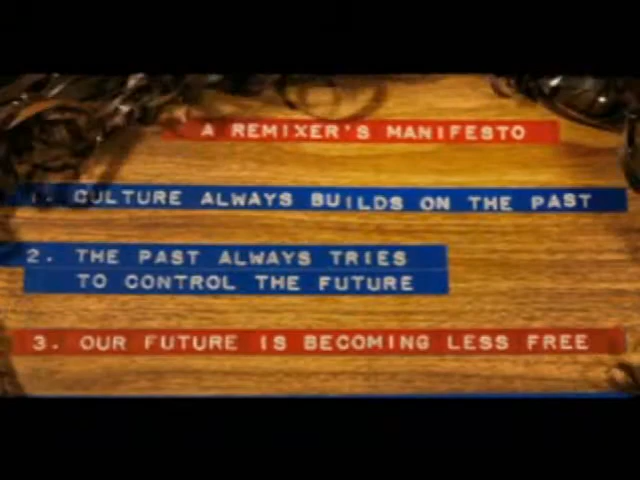 A REMIXER'S MANIFESTO
1. CULTURE ALWAYS BUILDS ON THE PAST
2. THE PAST ALWAYS TRIES
TO CONTROL THE FUTURE
3. OUR FUTURE IS BECOMING LESS FREE